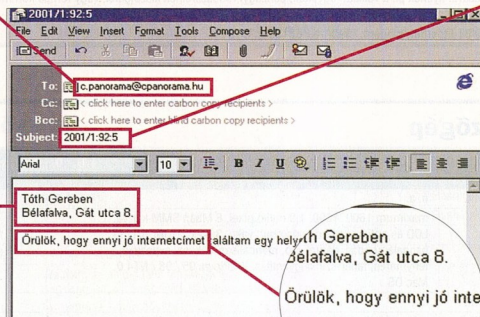 2001/1:92:5
File Edit View Insert Format Tools Compose Help
Send
To: c.panorama@cpanorama.hu
Cc: < click here to enter carbon copy recipients >
Bcc: < click here to enter blind carbon copy recipients >
Subject: 2001/1:92:5
Arial 10 B I U
Tóth Gereben
Bélafalva, Gát utca 8.
Örülök, hogy ennyi jó internetcímet találtam egy hely
th Gereben
Bélafalva, Gát utca 8.
Örülök, hogy ennyi jó inte